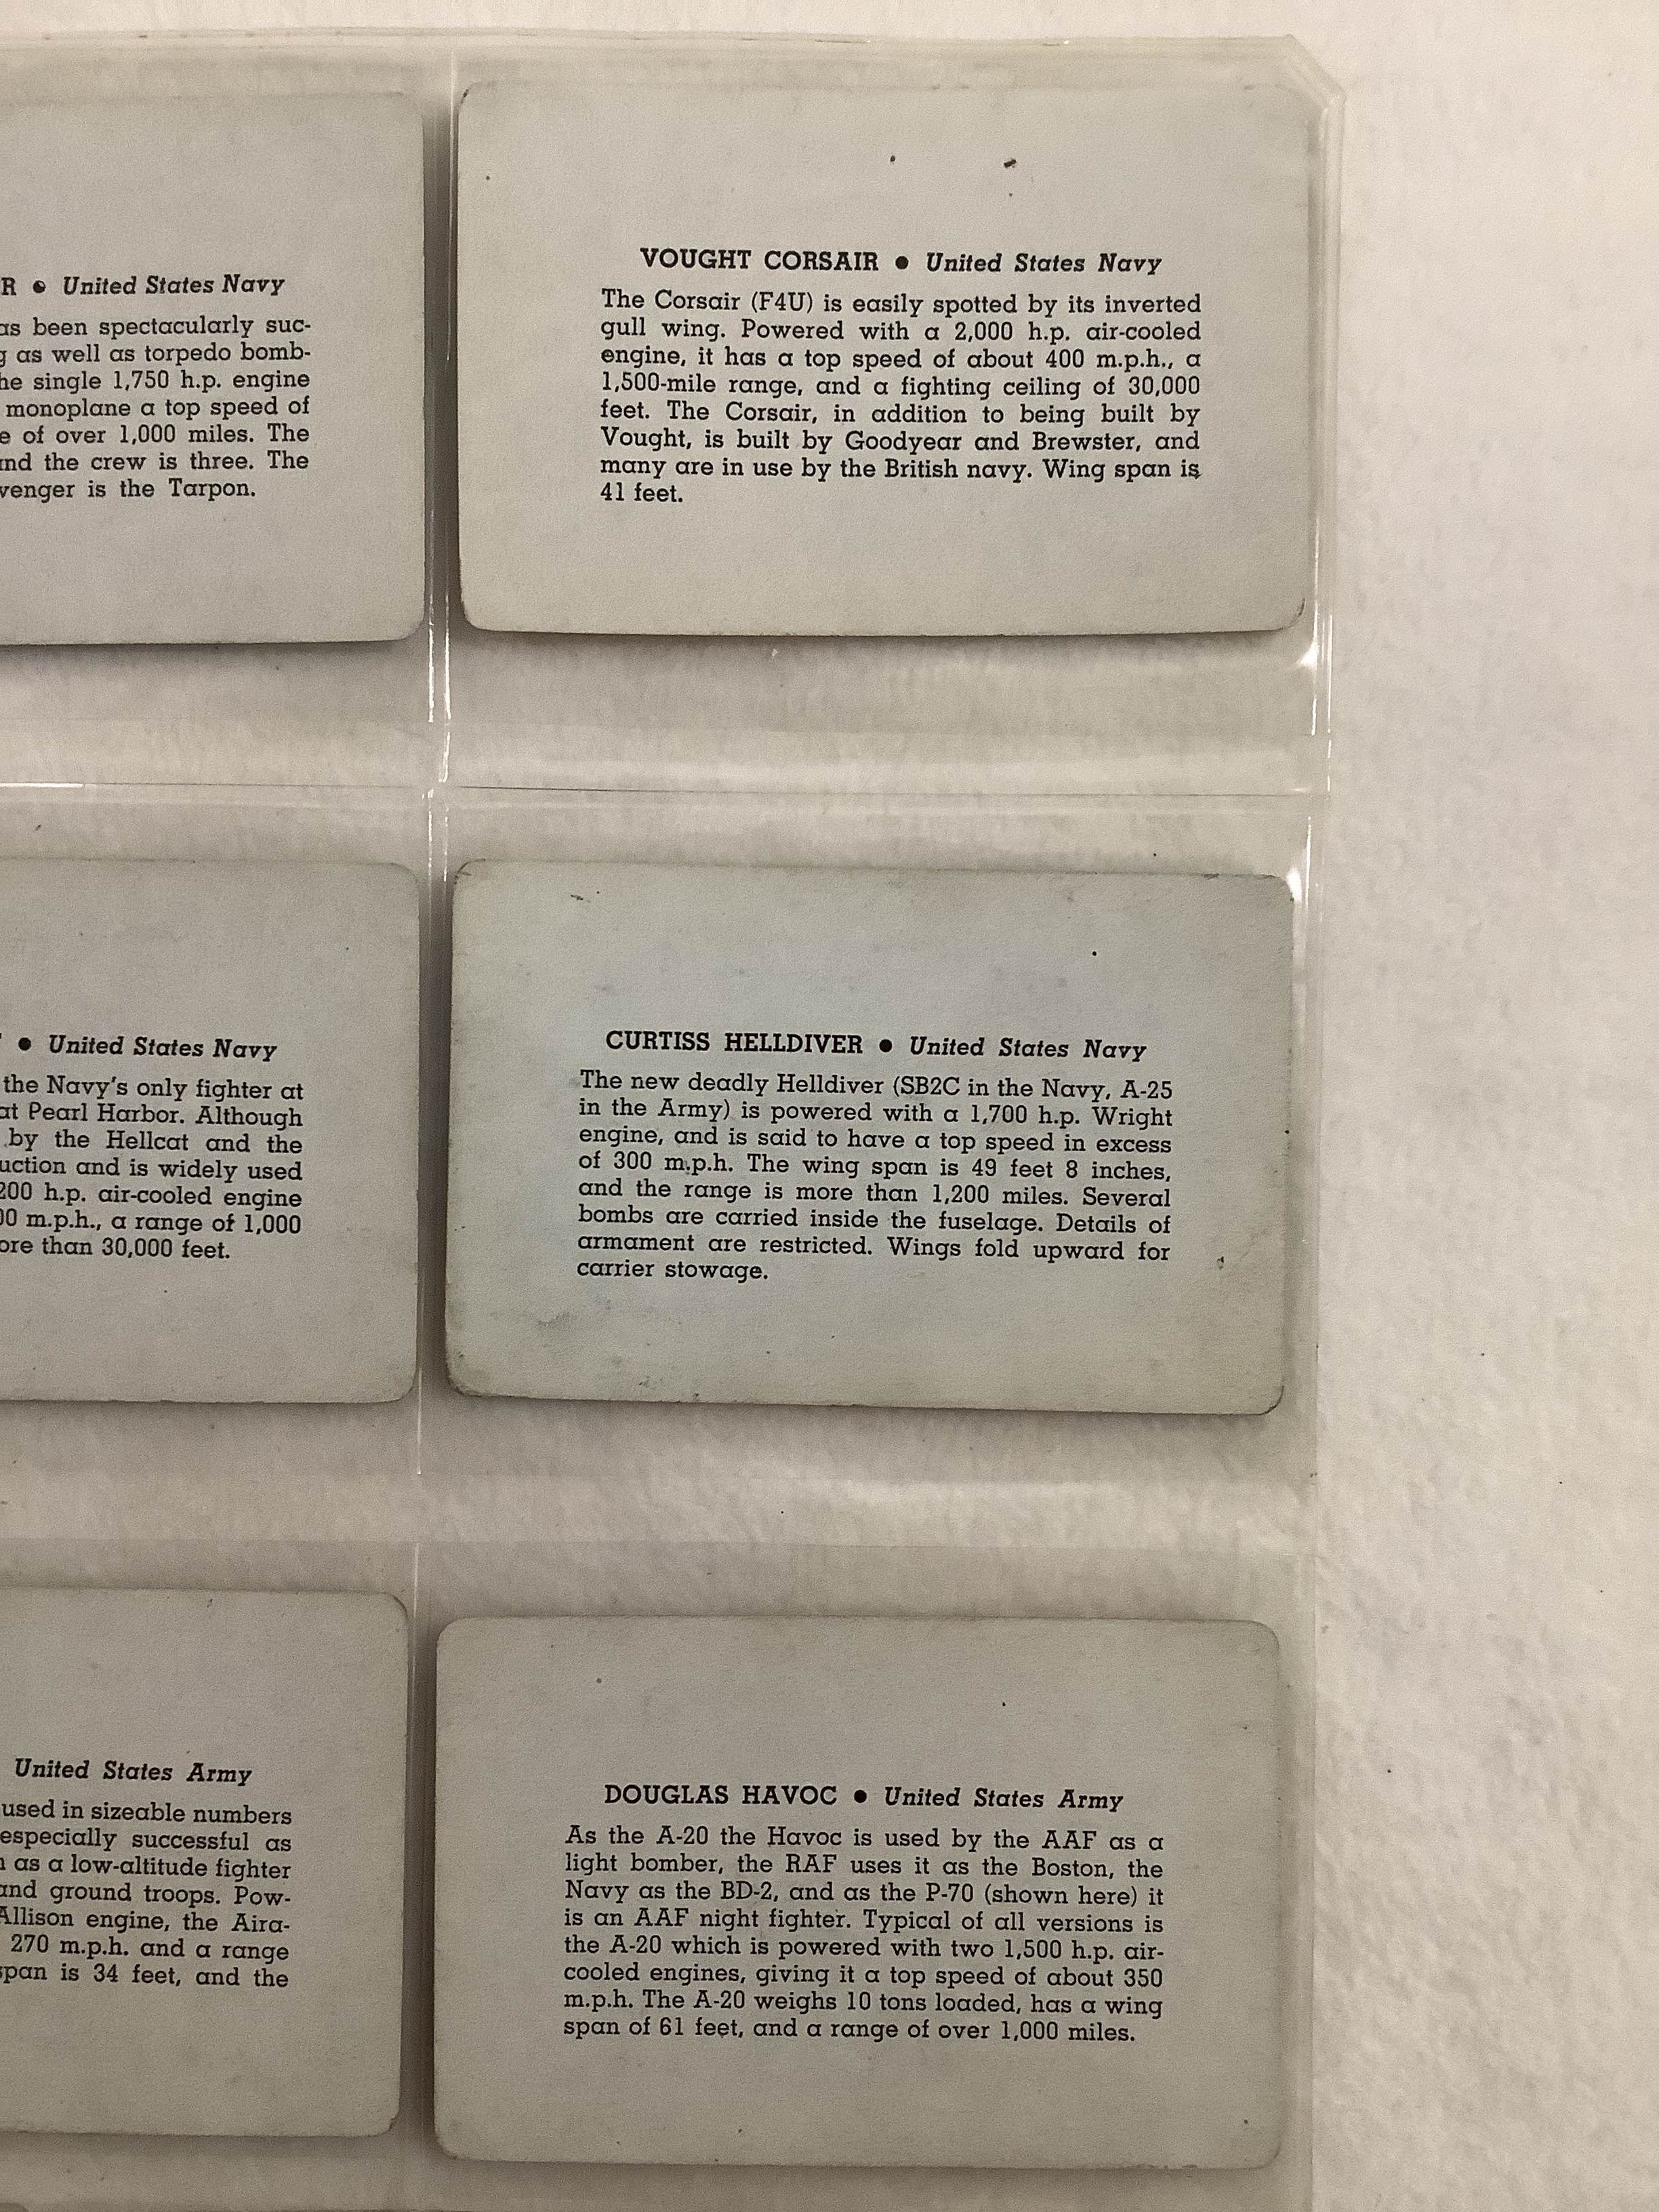 R ● United States Navy
as been spectacularly suc-
g as well as torpedo bomb-
he single 1,750 h.p. engine
monoplane a top speed of
e of over 1,000 miles. The
and the crew is three. The
venger is the Tarpon.
VOUGHT CORSAIR ● United States Navy
The Corsair (F4U) is easily spotted by its inverted
gull wing. Powered with a 2,000 h.p. air-cooled
engine, it has a top speed of about 400 m.p.h., a
1,500-mile range, and a fighting ceiling of 30,000
feet. The Corsair, in addition to being built by
Vought, is built by Goodyear and Brewster, and
many are in use by the British navy. Wing span is
41 feet.
● United States Navy
the Navy's only fighter at
at Pearl Harbor. Although
by the Hellcat and the
uction and is widely used
200 h.p. air-cooled engine
00 m.p.h., a range of 1,000
ore than 30,000 feet.
CURTISS HELLDIVER ● United States Navy
The new deadly Helldiver (SB2C in the Navy, A-25
in the Army) is powered with a 1,700 h.p. Wright
engine, and is said to have a top speed in excess
of 300 m.p.h. The wing span is 49 feet 8 inches,
and the range is more than 1,200 miles. Several
bombs are carried inside the fuselage. Details of
armament are restricted. Wings fold upward for
carrier stowage.
United States Army
used in sizeable numbers
especially successful as
as a low-altitude fighter
and ground troops. Pow-
Allison engine, the Aira-
270 m.p.h. and a range
span is 34 feet, and the
DOUGLAS HAVOC ● United States Army
As the A-20 the Havoc is used by the AAF as a
light bomber, the RAF uses it as the Boston, the
Navy as the BD-2, and as the P-70 (shown here) it
is an AAF night fighter. Typical of all versions is
the A-20 which is powered with two 1,500 h.p. air-
cooled engines, giving it a top speed of about 350
m.p.h. The A-20 weighs 10 tons loaded, has a wing
span of 61 feet, and a range of over 1,000 miles.